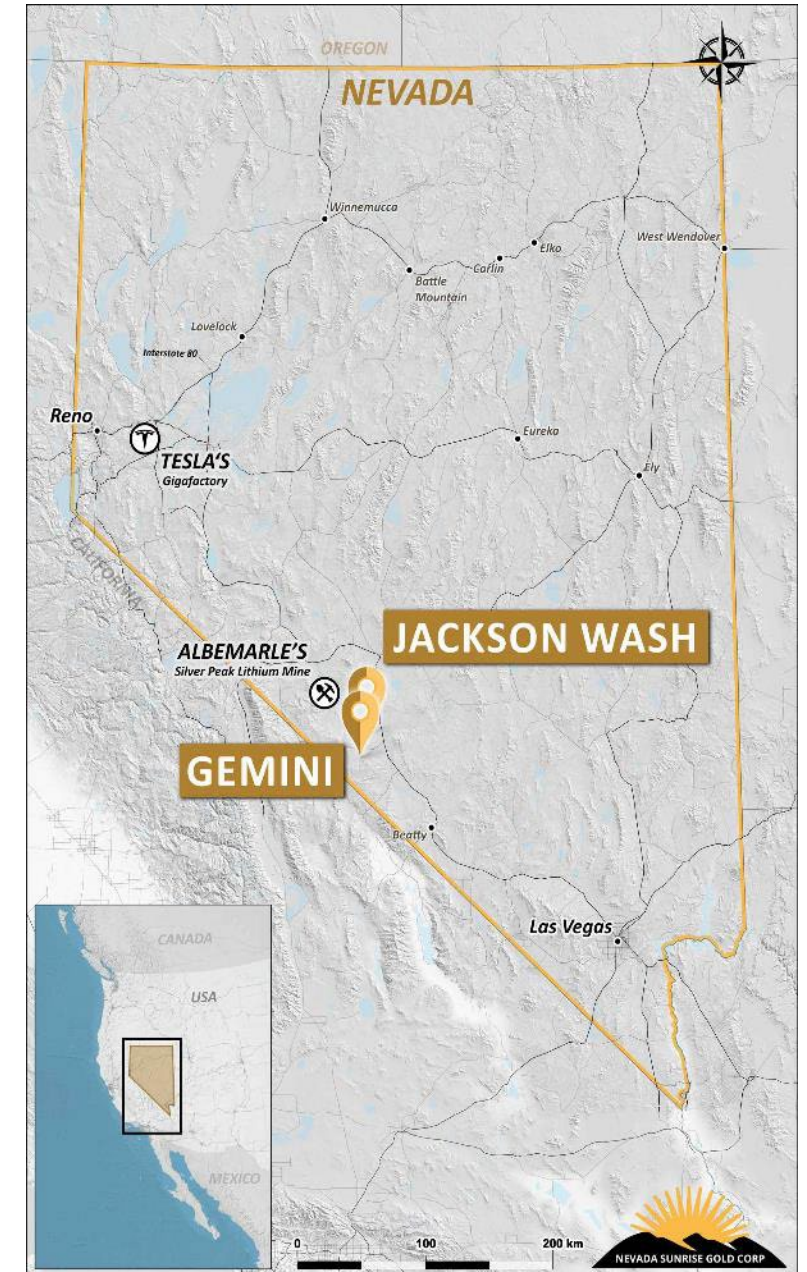 OREGON
NEVADA
Winnemucca
Elko
West Wendover
Carlin
Battle
Mountain
Lovelock
Interstate 80
Reno
Eureka
TESLA'S
Gigafactory
Ely
CALIFORNIA
JACKSON WASH
ALBEMARLE'S
Silver Peak Lithium Mine
GEMINI
Beatty
Las Vegas
CANADA
USA
MEXICO
0 100 200 km
NEVADA SUNRISE GOLD CORP